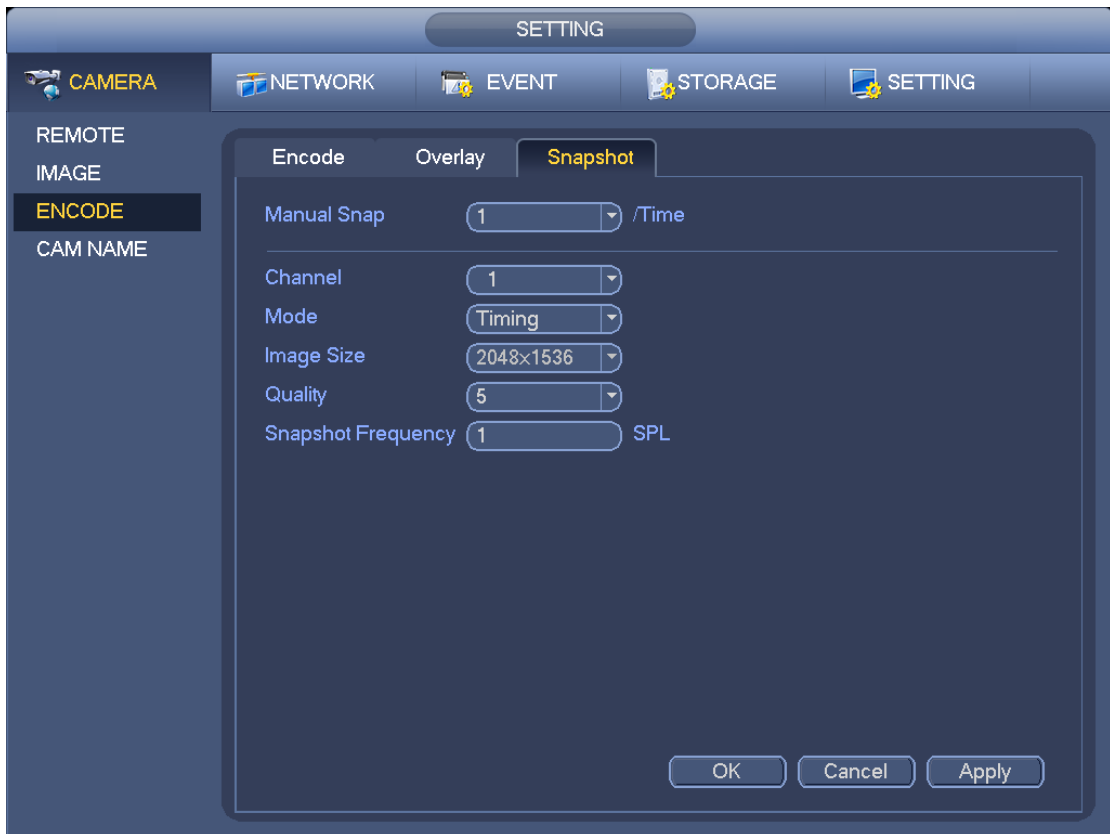 SETTING
CAMERA NETWORK EVENT STORAGE SETTING
REMOTE
IMAGE
ENCODE
CAM NAME
Encode Overlay Snapshot
Manual Snap 1 /Time
Channel 1
Mode Timing
Image Size 2048×1536
Quality 5
Snapshot Frequency 1 SPL
OK Cancel Apply